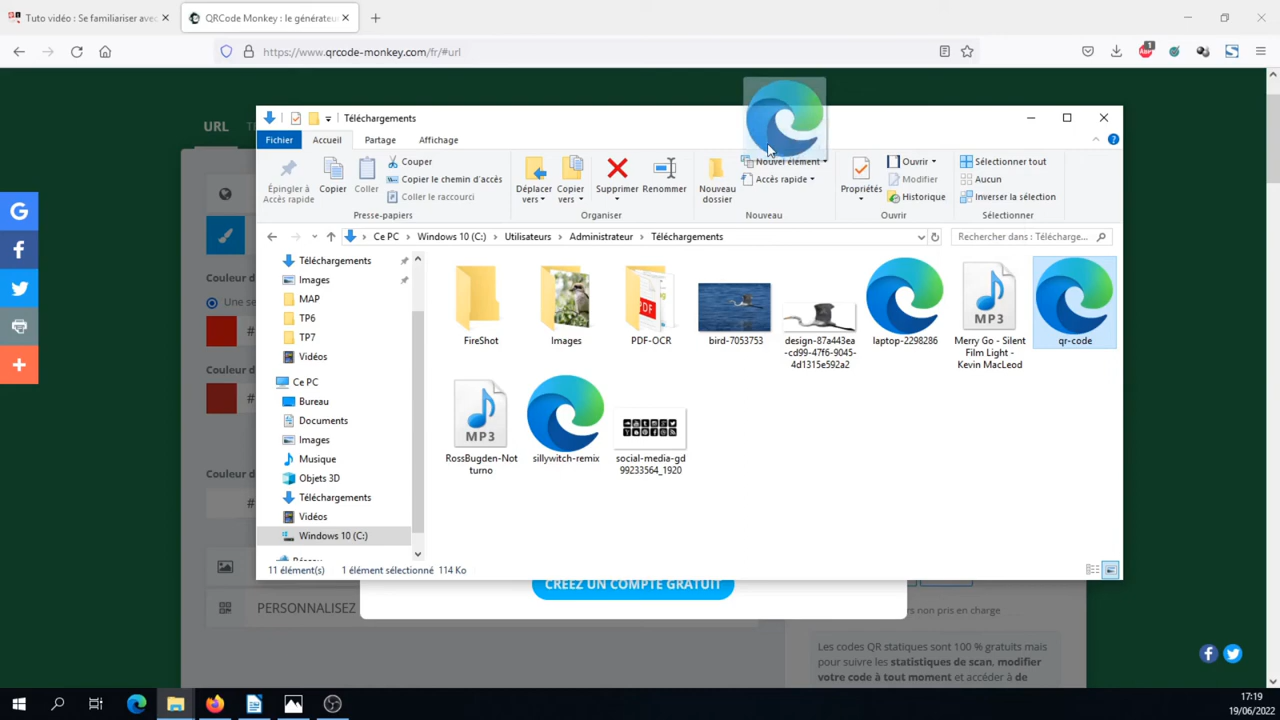 Tuto vidéo : Se familiariser avec
QRCode Monkey : le générateur
https://www.qrcode-monkey.com/fr/#url
1
URL
Téléchargements
Fichier
Accueil
Partage
Affichage
Épingler à
Accès rapide
Copier
Coller
Couper
Copier le chemin d'accès
Coller le raccourci
Presse-papiers
Déplacer
vers
Copier
vers
Supprimer
Renommer
Organiser
Nouveau
dossier
Nouvel élément
Accès rapide
Nouveau
Propriétés
Ouvrir
Modifier
Historique
Ouvrir
Sélectionner tout
Aucun
Inverser la sélection
Sélectionner
Ce PC > Windows 10 (C:) > Utilisateurs > Administrateur > Téléchargements
Rechercher dans : Télécharge...
Téléchargements
Images
MAP
TP6
TP7
Vidéos
Ce PC
Bureau
Documents
Images
Musique
Objets 3D
Téléchargements
Vidéos
Windows 10 (C:)
FireShot
Images
PDF
PDF-OCR
bird-7053753
design-87a443ea
-cd99-47f6-9045-
4d1315e592a2
laptop-2298286
MP3
Merry Go - Silent
Film Light -
Kevin MacLeod
qr-code
MP3
RossBugden-Not
turno
sillywitch-remix
social-media-gd
99233564_1920
11 élément(s)
1 élément sélectionné 114 Ko
Couleur d
Une se
#
Couleur d
#
Couleur d
#
PERSONNALISEZ
CRÉEZ UN COMPTE GRATUIT
rs non pris en charge
Les codes QR statiques sont 100 % gratuits mais
pour suivre les statistiques de scan, modifier
votre code à tout moment et accéder à de
17:19
19/06/2022